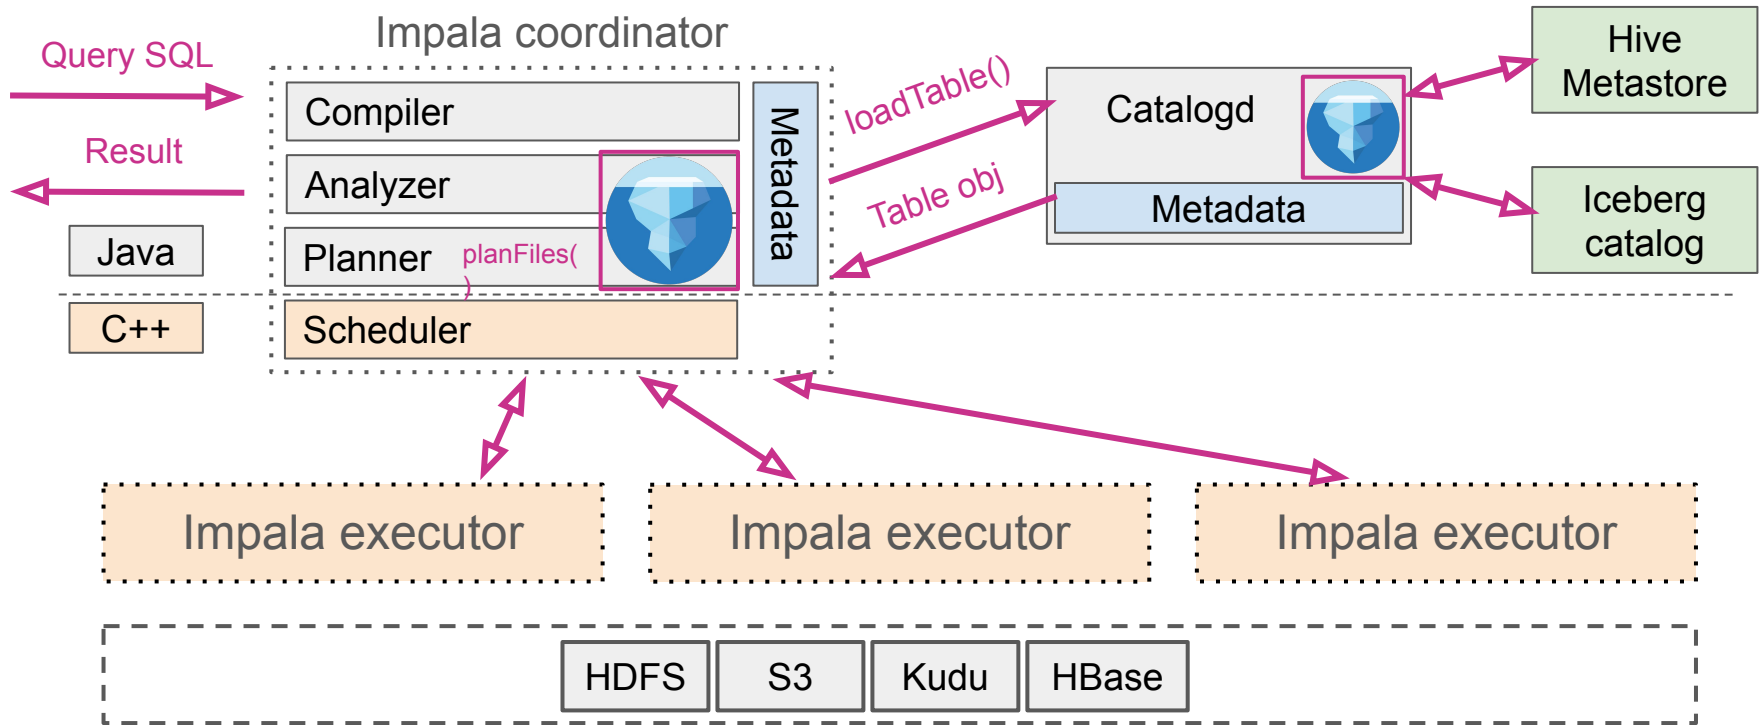 Impala coordinator
Query SQL
Result
Java
C++
Compiler
Analyzer
Planner
planFiles(
)
Scheduler
Metadata
loadTable()
Table obj
Catalogd
Metadata
Hive
Metastore
Iceberg
catalog
Impala executor
Impala executor
Impala executor
HDFS
S3
Kudu
HBase